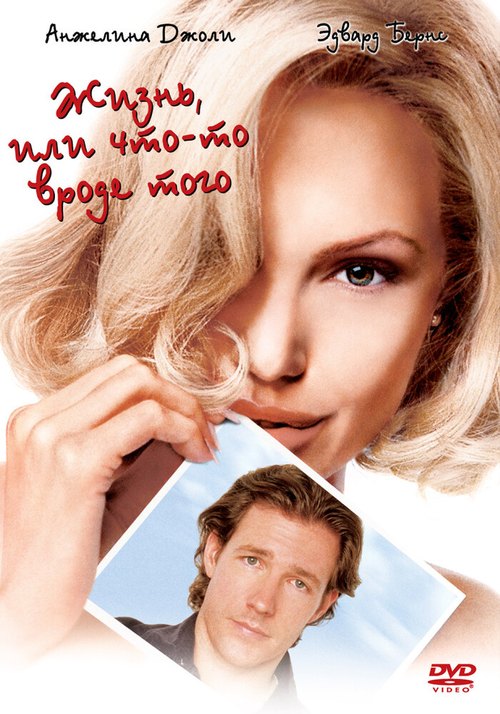 Анжелина Джоли
Эдвард Бернс
Жизнь,
или что-то
вроде того
DVD
VIDEO